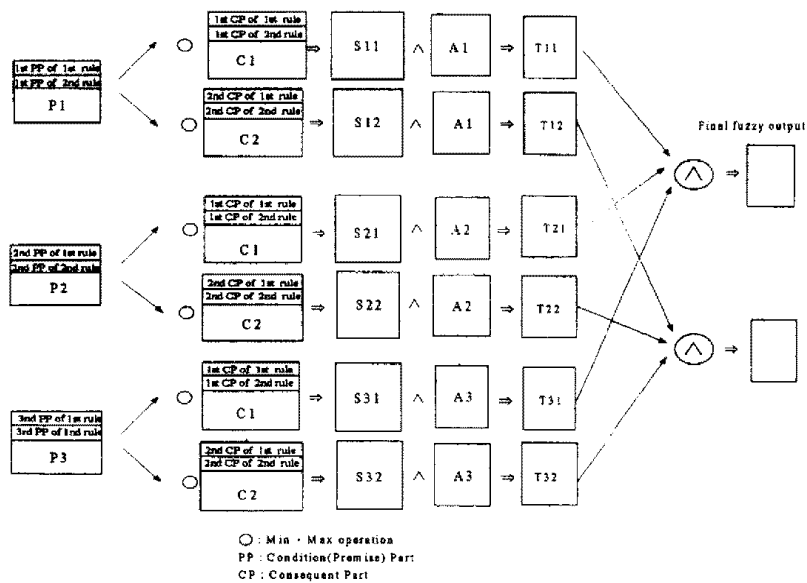 1st CP of 1st rule
1st CP of 2nd rule
C1 ⇒ S11 ∧ A1 ⇒ T11
1st PP of 1st rule
1st PP of 2nd rule
P1
2nd CP of 1st rule
2nd CP of 2nd rule
C2 ⇒ S12 ∧ A1 ⇒ T12
Final fuzzy output
∧ ⇒
1st CP of 1st rule
1st CP of 2nd rule
C1 ⇒ S21 ∧ A2 ⇒ T21
2nd PP of 1st rule
2nd PP of 2nd rule
P2
2nd CP of 1st rule
2nd CP of 2nd rule
C2 ⇒ S22 ∧ A2 ⇒ T22
∧ ⇒
1st CP of 1st rule
1st CP of 2nd rule
C1 ⇒ S31 ∧ A3 ⇒ T31
3nd PP of 1st rule
3rd PP of 1nd rule
P3
2nd CP of 1st rule
2nd CP of 2nd rule
C2 ⇒ S32 ∧ A3 ⇒ T32
○ : Min - Max operation
PP : Condition(Premise) Part
CP : Consequent Part